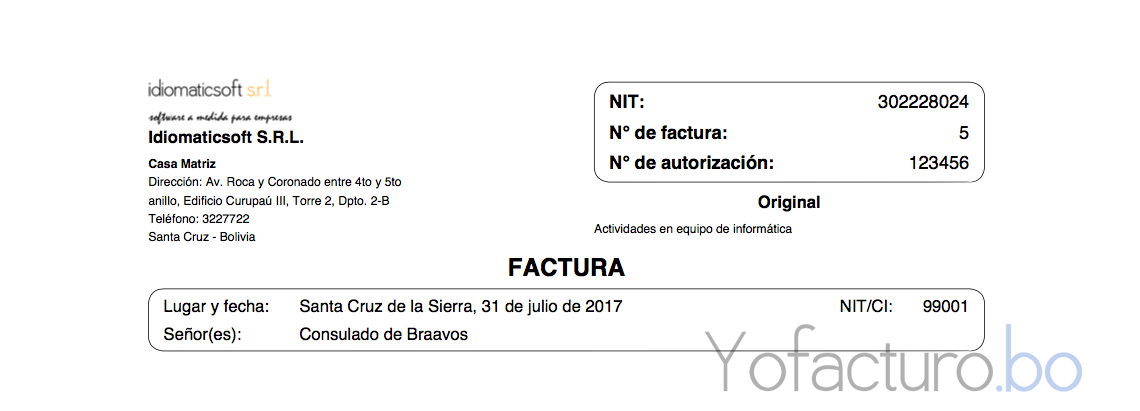 idiomaticsoft s.r.l.
software a medida para empresas
Idiomaticsoft S.R.L.
Casa Matriz
Dirección: Av. Roca y Coronado entre 4to y 5to
anillo, Edificio Curupaú III, Torre 2, Dpto. 2-B
Teléfono: 3227722
Santa Cruz - Bolivia
NIT: 302228024
N° de factura: 5
N° de autorización: 123456
Original
Actividades en equipo de informática
FACTURA
Lugar y fecha: Santa Cruz de la Sierra, 31 de julio de 2017 NIT/CI: 99001
Señor(es): Consulado de Braavos
Yofacturo.bo